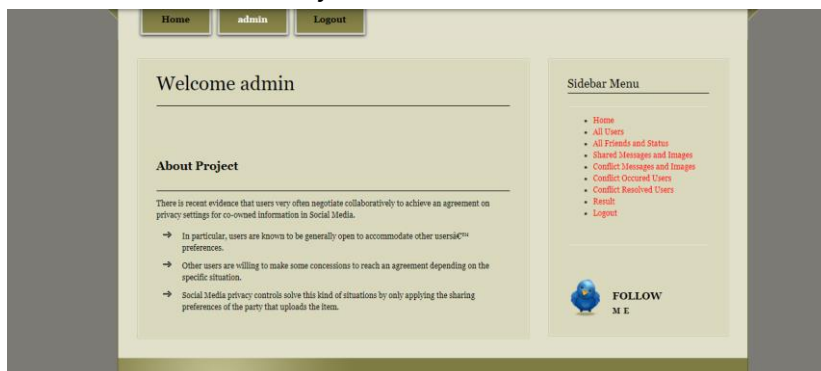 Home admin Logout
Welcome admin
About Project
There is recent evidence that users very often negotiate collaboratively to achieve an agreement on
privacy settings for co-owned information in Social Media.
In particular, users are known to be generally open to accommodate other usersâ€™
preferences.
Other users are willing to make some concessions to reach an agreement depending on the
specific situation.
Social Media privacy controls solve this kind of situations by only applying the sharing
preferences of the party that uploads the item.
Sidebar Menu
Home
All Users
All Friends and Status
Shared Messages and Images
Conflict Messages and Images
Conflict Occured Users
Conflict Resolved Users
Result
Logout
FOLLOW
ME